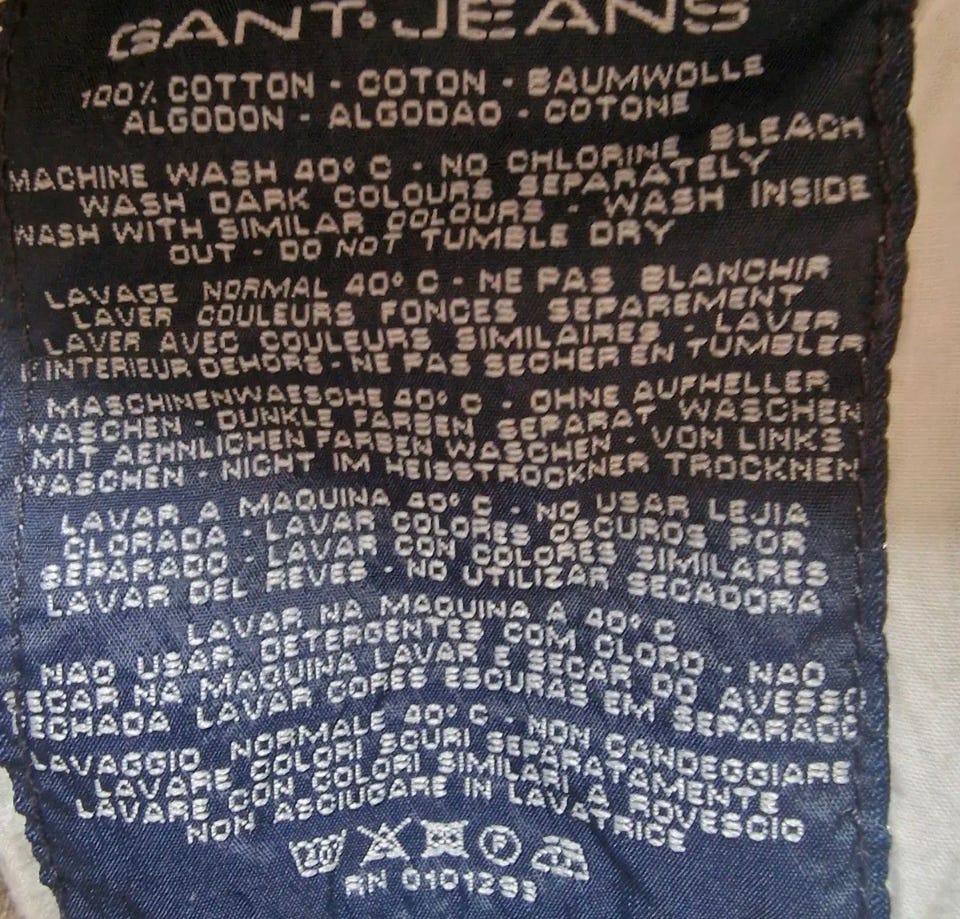 GANT·JEANS
100% COTTON - COTON - BAUMWOLLE
ALGODON - ALGODAO - COTONE
MACHINE WASH 40° C - NO CHLORINE BLEACH
WASH DARK COLOURS SEPARATELY
WASH WITH SIMILAR COLOURS - WASH INSIDE
OUT - DO NOT TUMBLE DRY
LAVAGE NORMAL 40° C - NE PAS BLANCHIR
LAVER COULEURS FONCES SEPAREMENT
LAVER AVEC COULEURS SIMILAIRES - LAVER
L'INTERIEUR DEHORS - NE PAS SECHER EN TUMBLER
MASCHINENWAESCHE 40° C - OHNE AUFHELLER
WASCHEN - DUNKLE FARBEN SEPARAT WASCHEN
MIT AEHNLICHEN FARBEN WASCHEN - VON LINKS
WASCHEN - NICHT IM HEISSTROCKNER TROCKNEN
LAVAR A MAQUINA 40° C - NO USAR LEJIA
CLORADA - LAVAR COLORES OSCUROS POR
SEPARADO - LAVAR CON COLORES SIMILARES
LAVAR DEL REVES - NO UTILIZAR SECADORA
LAVAR NA MAQUINA A 40° C
NAO USAR DETERGENTES COM CLORO - NAO
SECAR NA MAQUINA LAVAR E SECAR DO AVESSO
FECHADA LAVAR CORES ESCURAS EM SEPARADO
LAVAGGIO NORMALE 40° C - NON CANDEGGIARE
LAVARE COLORI SCURI SEPARATAMENTE
LAVARE CON COLORI SIMILARI A ROVESCIO
NON ASCIUGARE IN LAVATRICE
40 P
RN 0101293